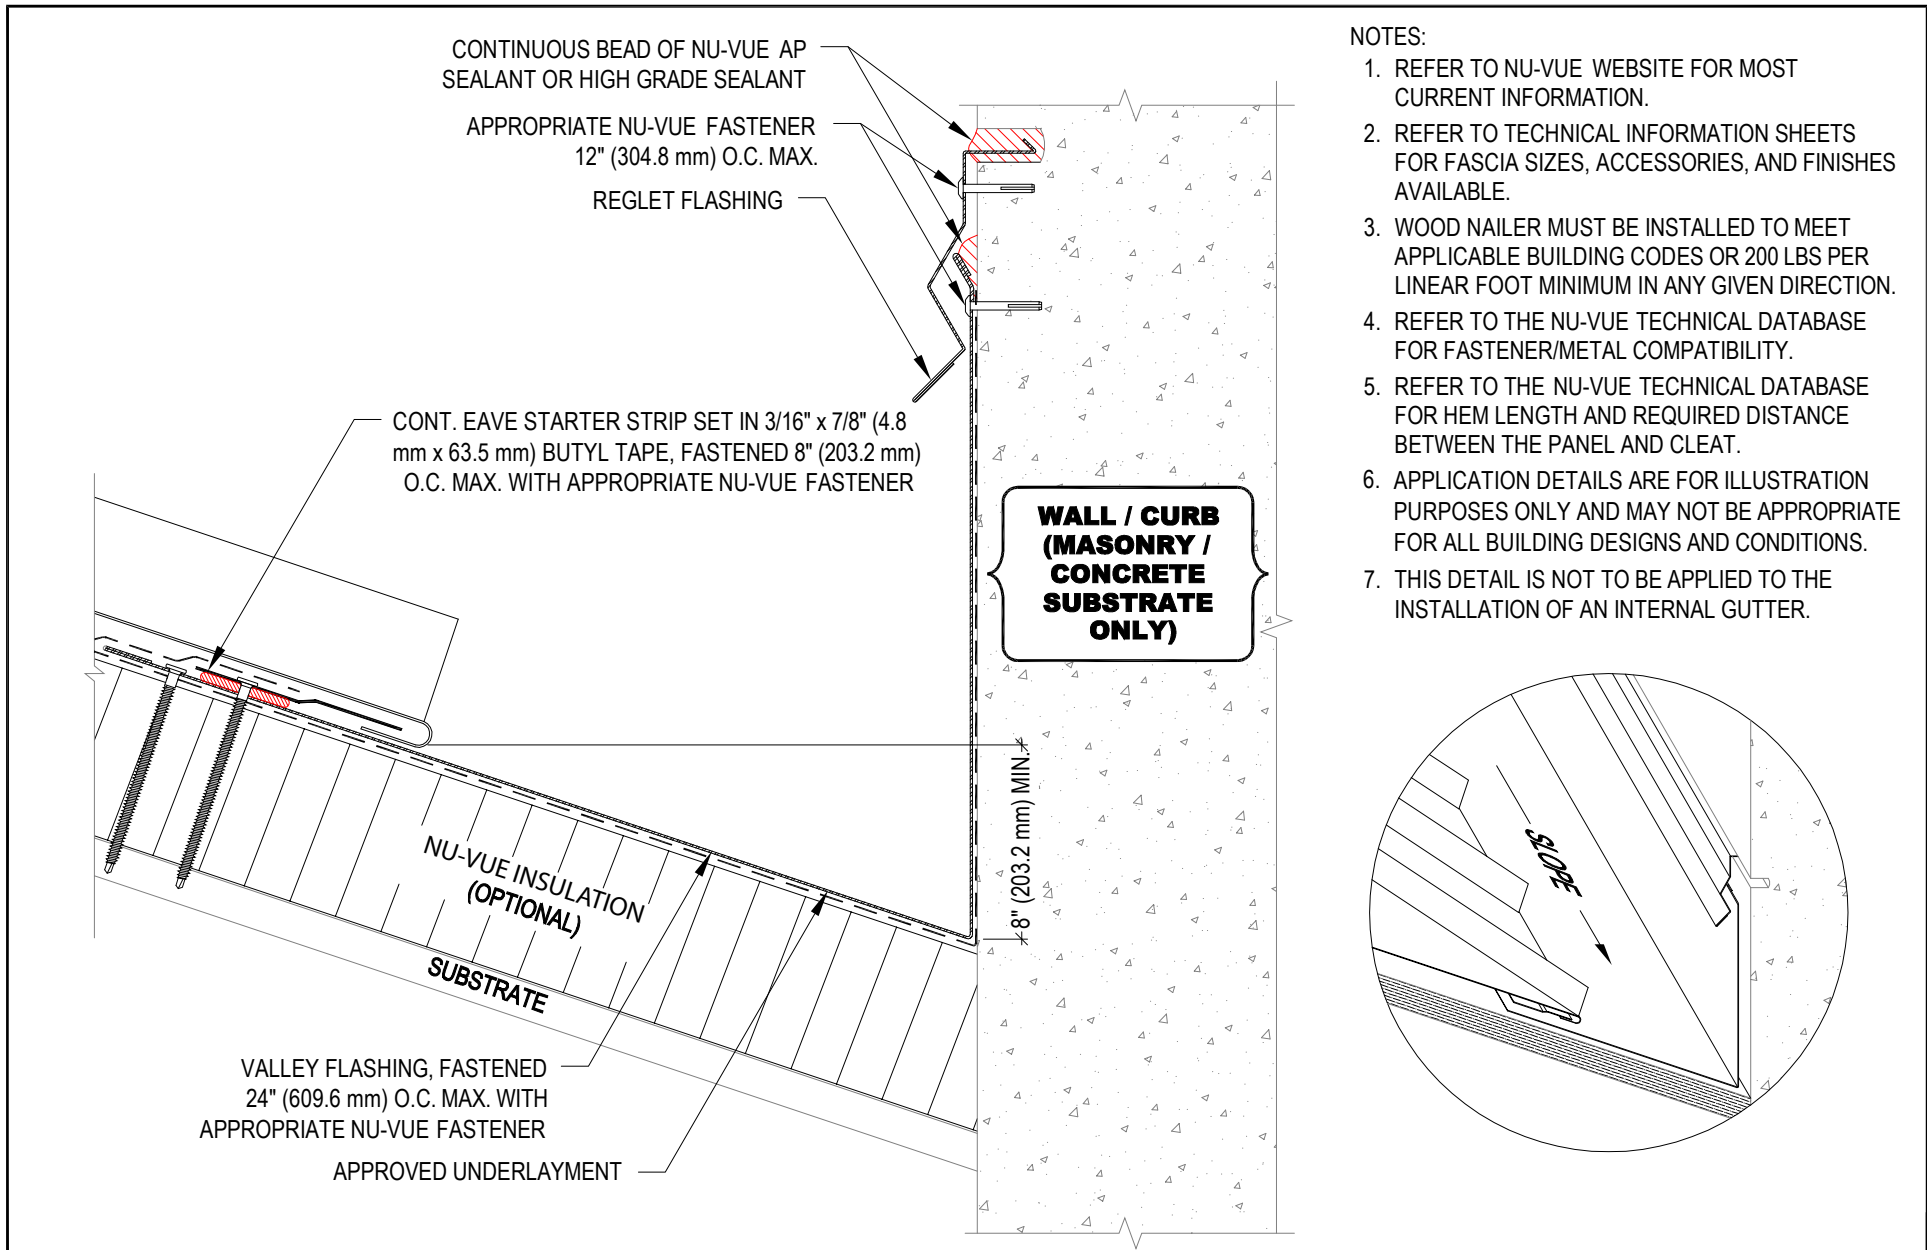 CONTINUOUS BEAD OF NU-VUE AP
SEALANT OR HIGH GRADE SEALANT
APPROPRIATE NU-VUE FASTENER
12" (304.8 mm) O.C. MAX.
REGLET FLASHING
CONT. EAVE STARTER STRIP SET IN 3/16" x 7/8" (4.8
mm x 63.5 mm) BUTYL TAPE, FASTENED 8" (203.2 mm)
O.C. MAX. WITH APPROPRIATE NU-VUE FASTENER
WALL / CURB
(MASONRY /
CONCRETE
SUBSTRATE
ONLY)
8" (203.2 mm) MIN.
NU-VUE INSULATION
(OPTIONAL)
SUBSTRATE
VALLEY FLASHING, FASTENED
24" (609.6 mm) O.C. MAX. WITH
APPROPRIATE NU-VUE FASTENER
APPROVED UNDERLAYMENT
NOTES:
1. REFER TO NU-VUE WEBSITE FOR MOST
CURRENT INFORMATION.
2. REFER TO TECHNICAL INFORMATION SHEETS
FOR FASCIA SIZES, ACCESSORIES, AND FINISHES
AVAILABLE.
3. WOOD NAILER MUST BE INSTALLED TO MEET
APPLICABLE BUILDING CODES OR 200 LBS PER
LINEAR FOOT MINIMUM IN ANY GIVEN DIRECTION.
4. REFER TO THE NU-VUE TECHNICAL DATABASE
FOR FASTENER/METAL COMPATIBILITY.
5. REFER TO THE NU-VUE TECHNICAL DATABASE
FOR HEM LENGTH AND REQUIRED DISTANCE
BETWEEN THE PANEL AND CLEAT.
6. APPLICATION DETAILS ARE FOR ILLUSTRATION
PURPOSES ONLY AND MAY NOT BE APPROPRIATE
FOR ALL BUILDING DESIGNS AND CONDITIONS.
7. THIS DETAIL IS NOT TO BE APPLIED TO THE
INSTALLATION OF AN INTERNAL GUTTER.
SLOPE